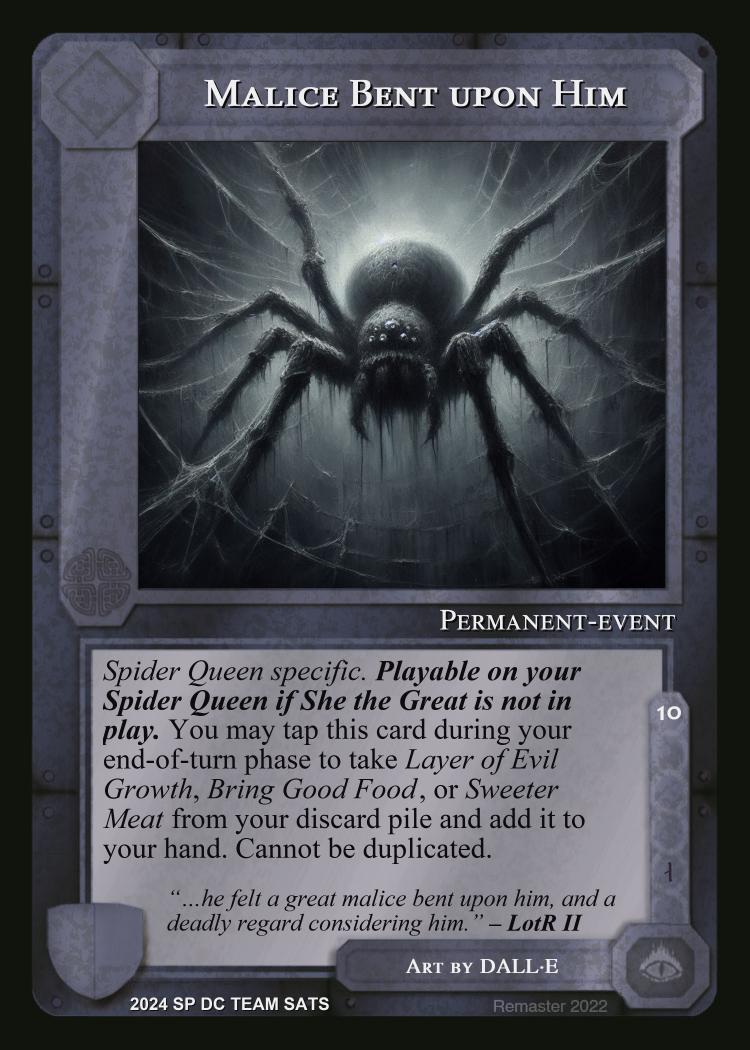 Malice Bent upon Him
Permanent-event
Spider Queen specific. Playable on your
Spider Queen if She the Great is not in
play. You may tap this card during your
end-of-turn phase to take Layer of Evil
Growth, Bring Good Food, or Sweeter
Meat from your discard pile and add it to
your hand. Cannot be duplicated.
10
“...he felt a great malice bent upon him, and a
deadly regard considering him.” – LotR II
Art by DALL·E
2024 SP DC TEAM SATS
Remaster 2022